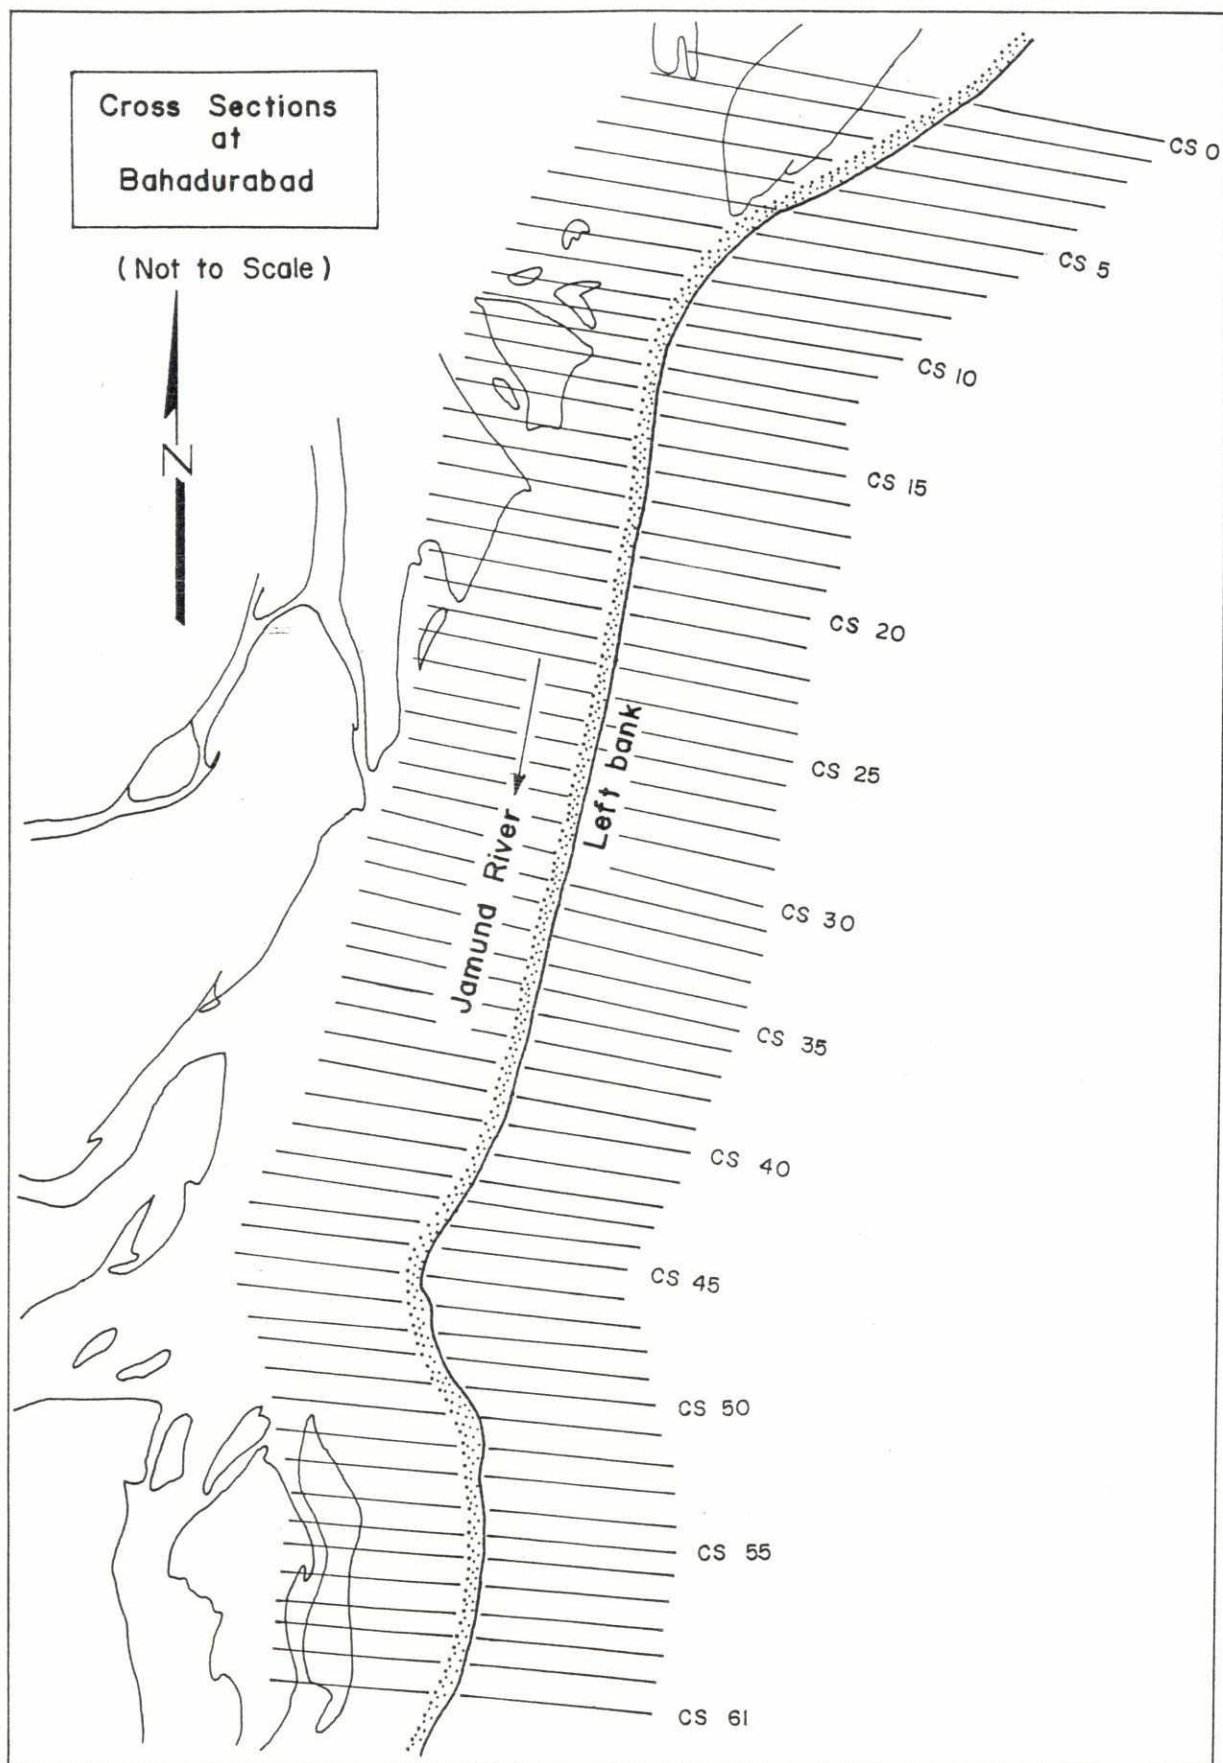 Cross Sections
at
Bahadurabad
(Not to Scale)
N
CS 0
CS 5
CS 10
CS 15
CS 20
CS 25
CS 30
CS 35
CS 40
CS 45
CS 50
CS 55
CS 61
Left bank
Jamuna River